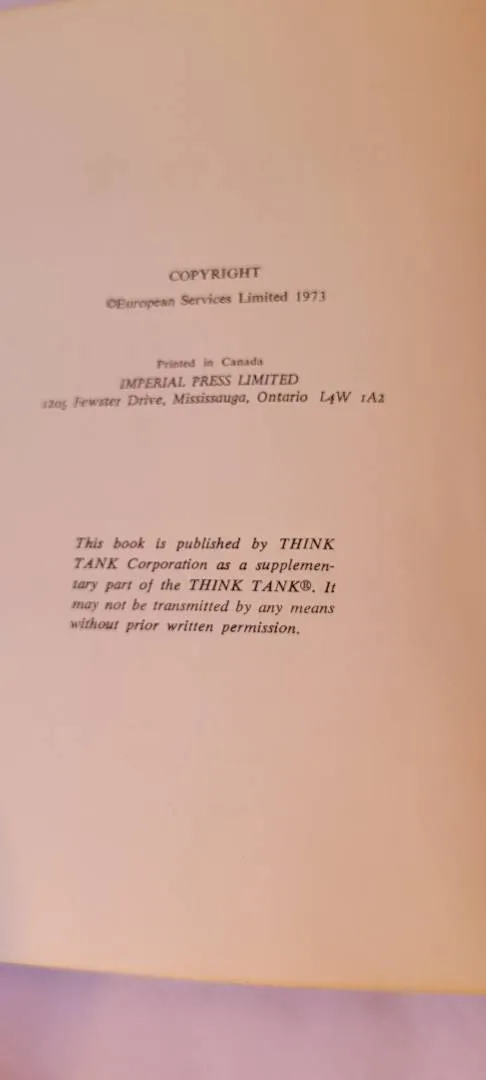 COPYRIGHT
©European Services Limited 1973
Printed in Canada
IMPERIAL PRESS LIMITED
1205 Fewster Drive, Mississauga, Ontario L4W 1A2
This book is published by THINK
TANK Corporation as a supplemen-
tary part of the THINK TANK®. It
may not be transmitted by any means
without prior written permission.